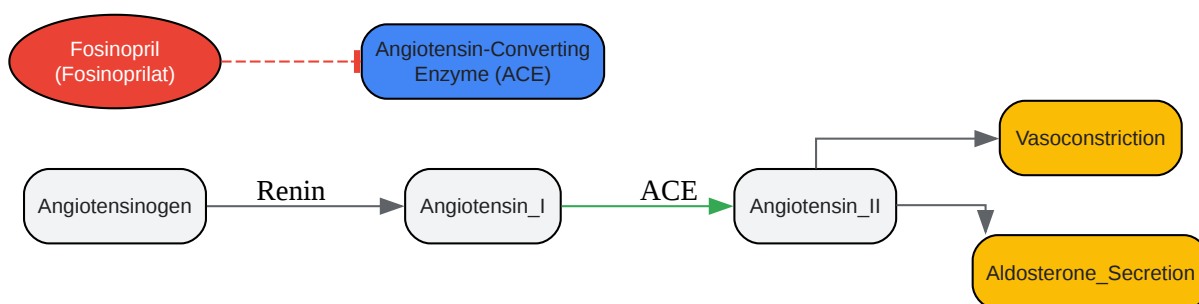 Fosinopril
(Fosinoprilat)
Angiotensin-Converting
Enzyme (ACE)
Vasoconstriction
Angiotensinogen
Renin
Angiotensin_I
ACE
Angiotensin_II
Aldosterone_Secretion